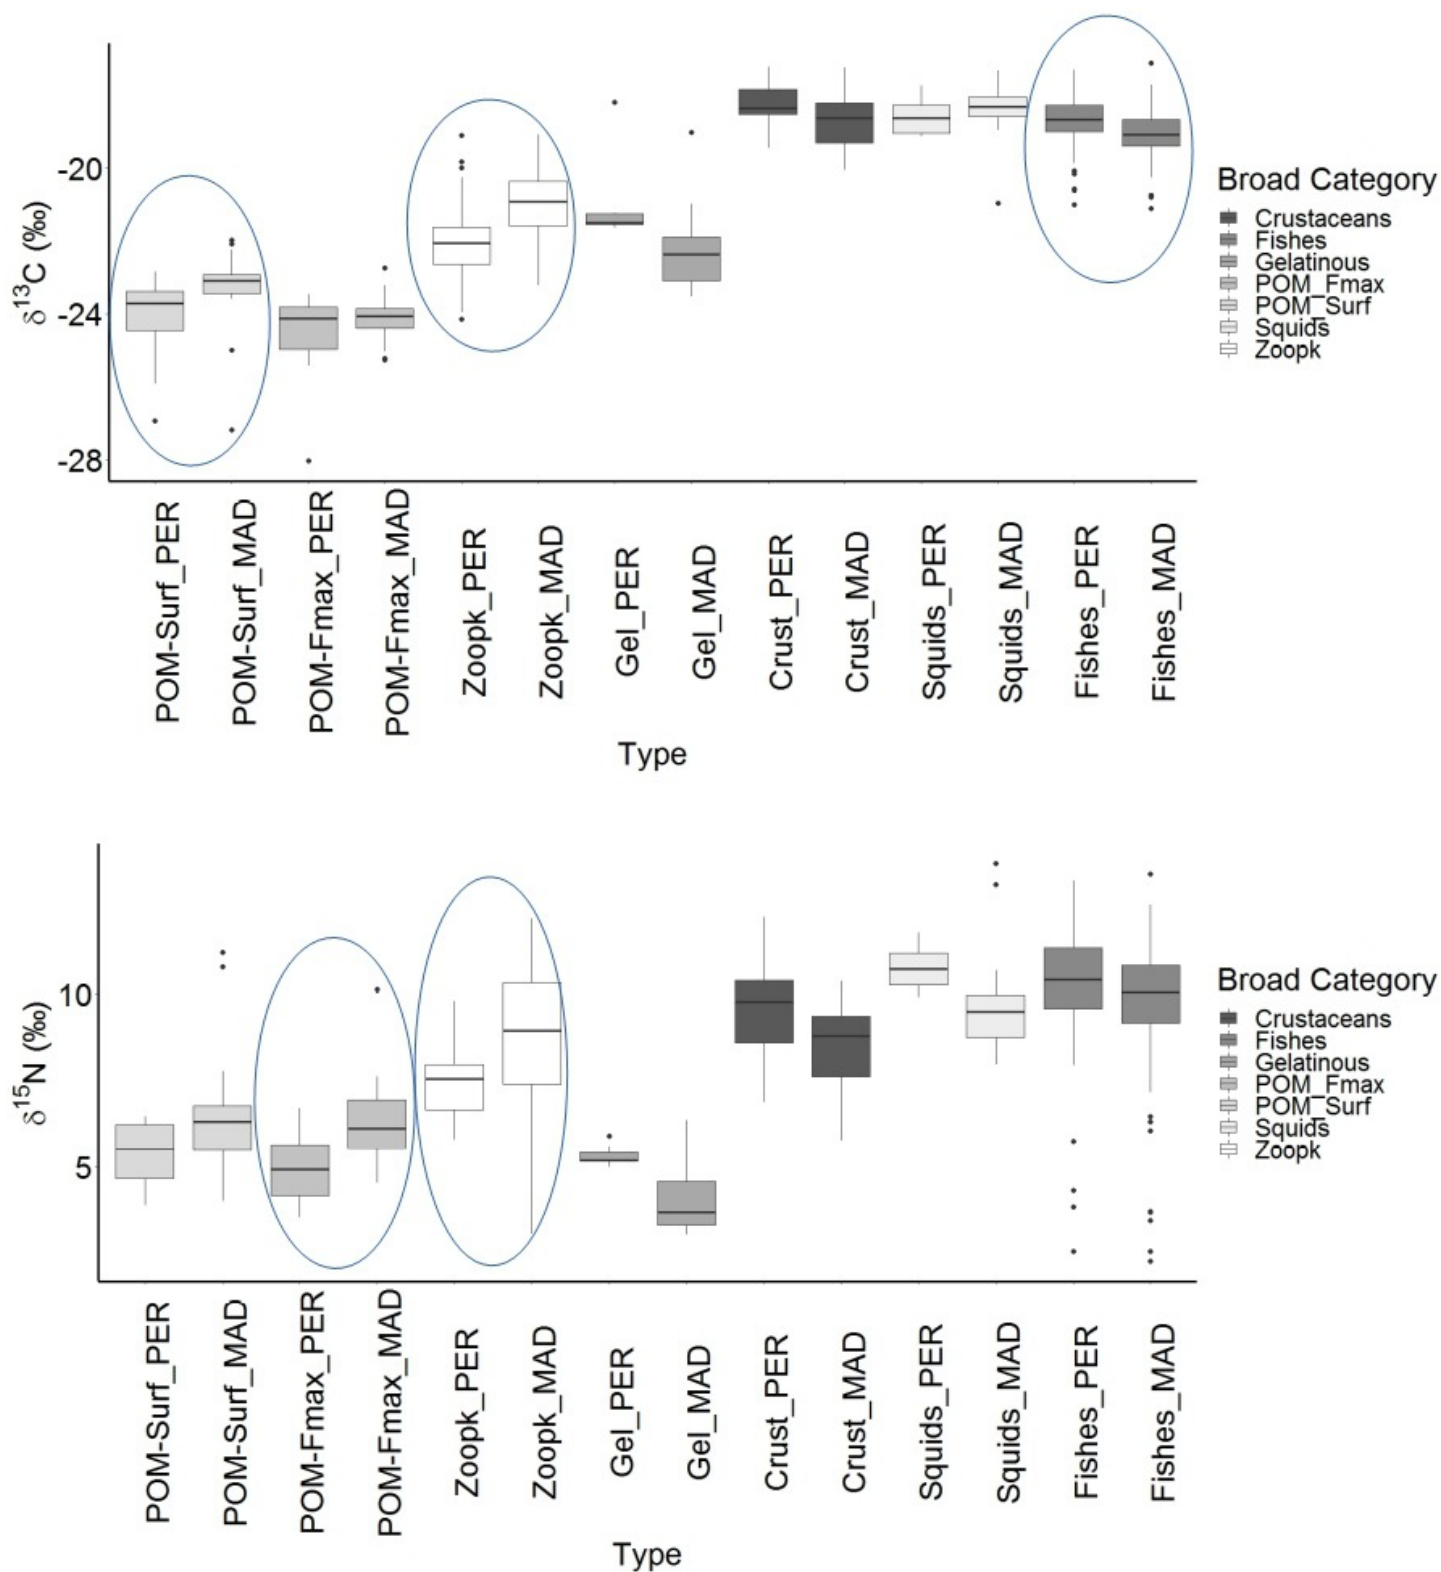 -20
-24
-28
δ13C (‰)
POM-Surf_PER
POM-Surf_MAD
POM-Fmax_PER
POM-Fmax_MAD
Zoopk_PER
Zoopk_MAD
Gel_PER
Gel_MAD
Crust_PER
Crust_MAD
Squids_PER
Squids_MAD
Fishes_PER
Fishes_MAD
Type
Broad Category
Crustaceans
Fishes
Gelatinous
POM_Fmax
POM_Surf
Squids
Zoopk
10
5
δ15N (‰)
POM-Surf_PER
POM-Surf_MAD
POM-Fmax_PER
POM-Fmax_MAD
Zoopk_PER
Zoopk_MAD
Gel_PER
Gel_MAD
Crust_PER
Crust_MAD
Squids_PER
Squids_MAD
Fishes_PER
Fishes_MAD
Type
Broad Category
Crustaceans
Fishes
Gelatinous
POM_Fmax
POM_Surf
Squids
Zoopk